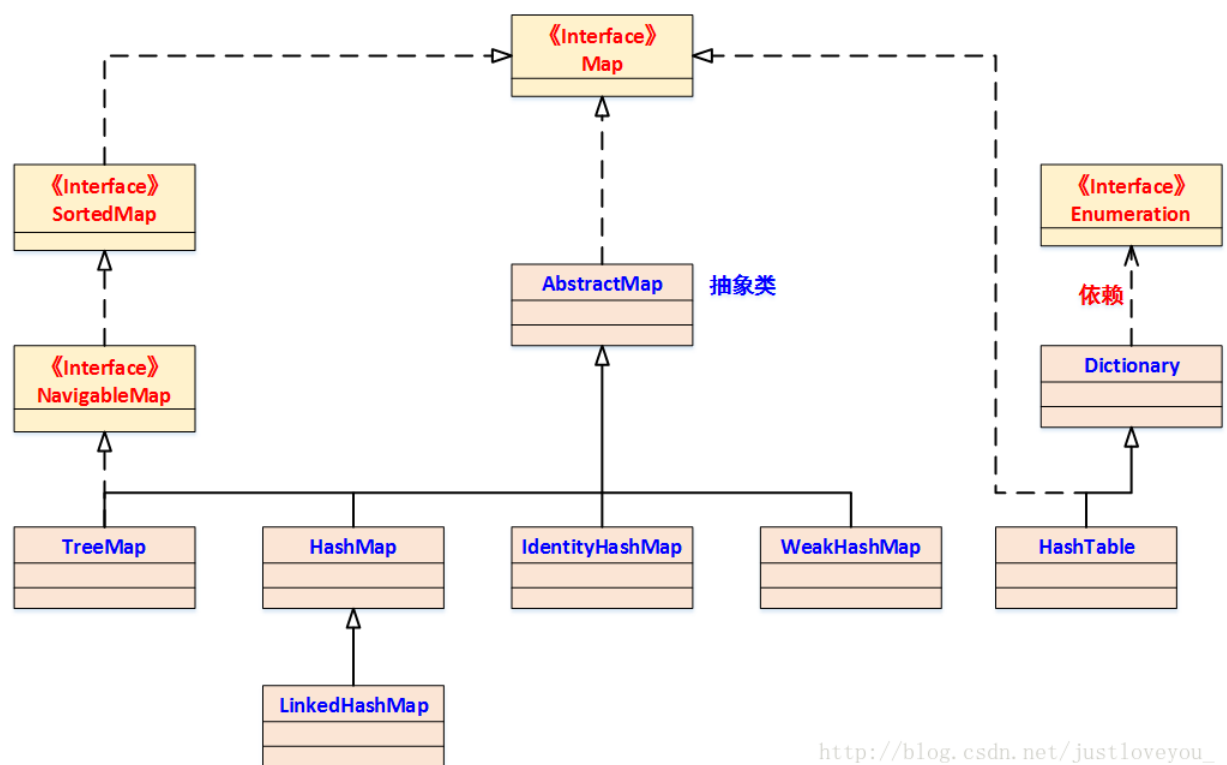 《Interface》
Map
《Interface》
SortedMap
《Interface》
Enumeration
AbstractMap
抽象类
依赖
《Interface》
NavigableMap
Dictionary
TreeMap
HashMap
IdentityHashMap
WeakHashMap
HashTable
LinkedHashMap
http://blog.csdn.net/justloveyou_